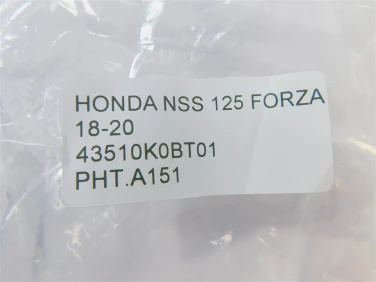 HONDA NSS 125 FORZA
18-20
43510K0BT01
PHT.A151